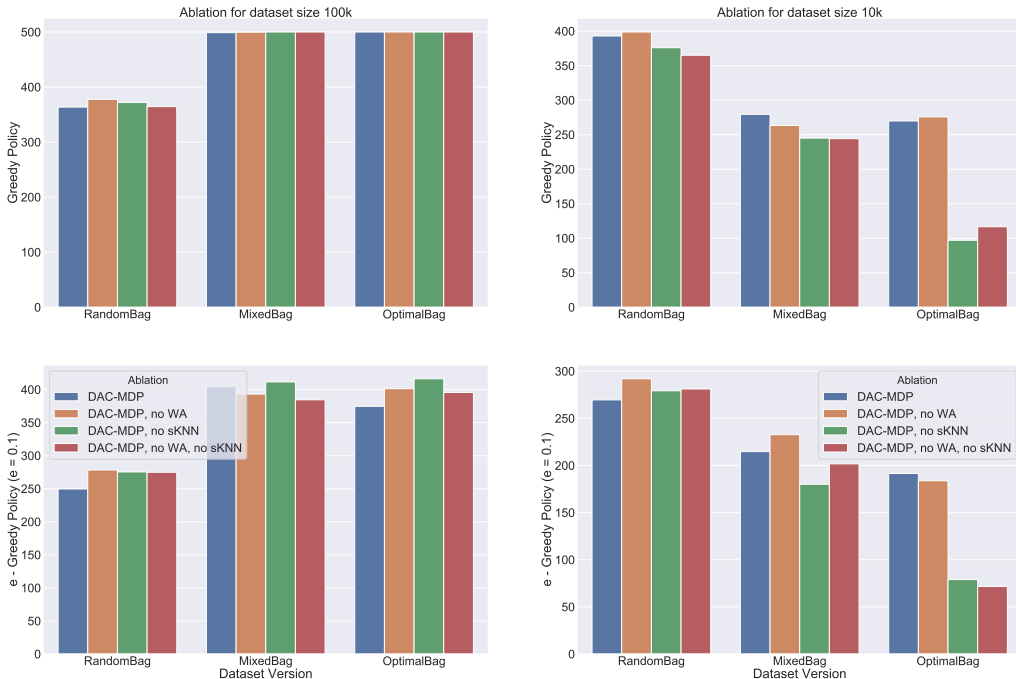 Ablation for dataset size 100k
Greedy Policy
500
400
300
200
100
0
RandomBag MixedBag OptimalBag
Ablation for dataset size 10k
Greedy Policy
400
350
300
250
200
150
100
50
0
RandomBag MixedBag OptimalBag
e - Greedy Policy (e = 0.1)
400
350
300
250
200
150
100
50
0
Ablation
DAC-MDP
DAC-MDP, no WA
DAC-MDP, no sKNN
DAC-MDP, no WA, no sKNN
RandomBag MixedBag OptimalBag
Dataset Version
e - Greedy Policy (e = 0.1)
300
250
200
150
100
50
0
Ablation
DAC-MDP
DAC-MDP, no WA
DAC-MDP, no sKNN
DAC-MDP, no WA, no sKNN
RandomBag MixedBag OptimalBag
Dataset Version